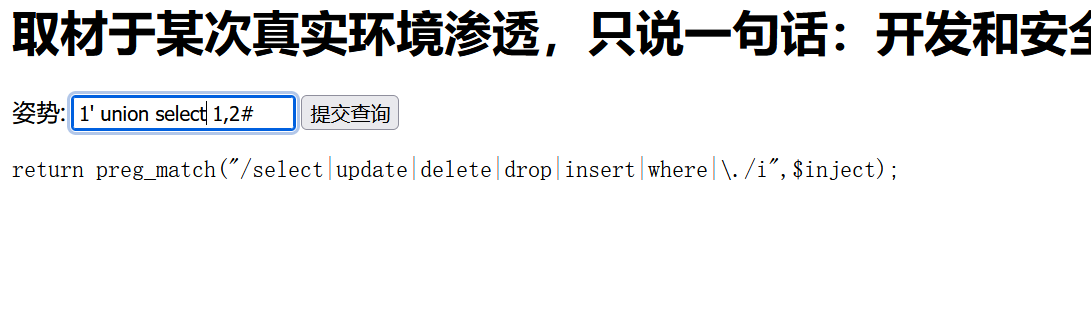 取材于某次真实环境渗透，只说一句话：开发和安全
姿势: 1' union select 1,2# 提交查询
return preg_match("/select|update|delete|drop|insert|where|\./i",$inject);